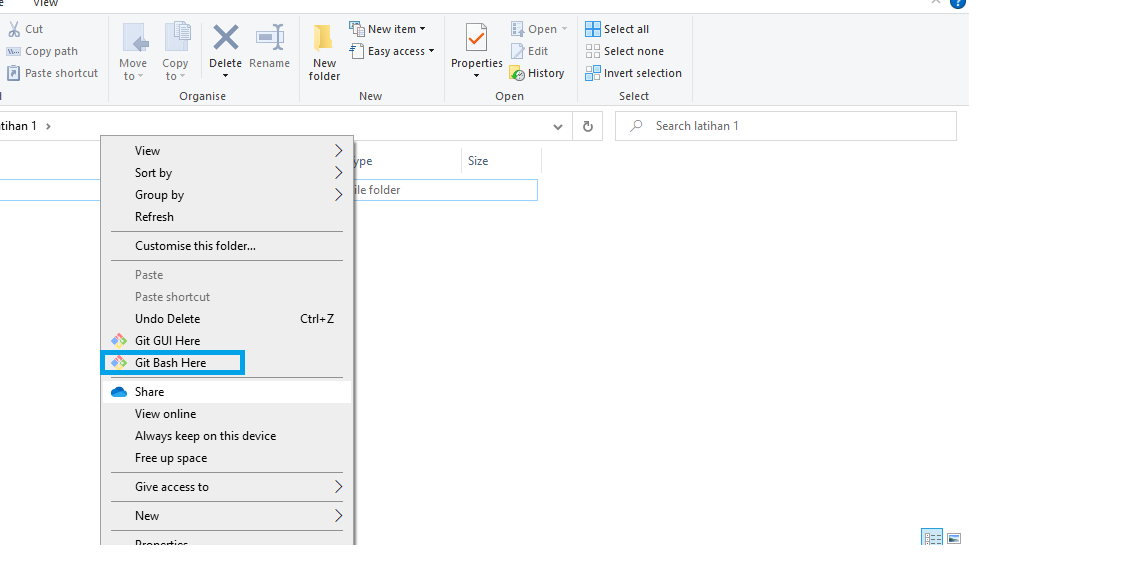 View
Cut
Copy path
Paste shortcut
Move to
Copy to
Delete
Rename
Organise
New folder
New item
Easy access
New
Properties
Open
Edit
History
Open
Select all
Select none
Invert selection
Select
tihan 1
Search latihan 1
ype
Size
ile folder
View
Sort by
Group by
Refresh
Customise this folder...
Paste
Paste shortcut
Undo Delete Ctrl+Z
Git GUI Here
Git Bash Here
Share
View online
Always keep on this device
Free up space
Give access to
New
Properties